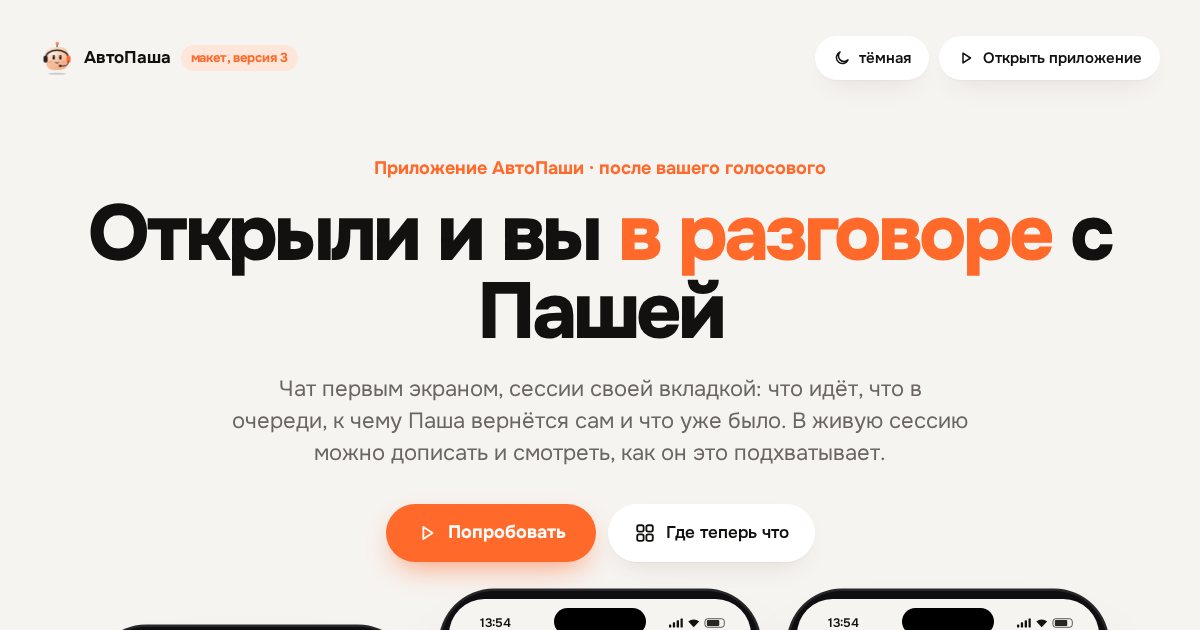 АвтоПаша
макет, версия 3
тёмная
Открыть приложение
Приложение АвтоПаши · после вашего голосового
Открыли и вы в разговоре с
Пашей
Чат первым экраном, сессии своей вкладкой: что идёт, что в
очереди, к чему Паша вернётся сам и что уже было. В живую сессию
можно дописать и смотреть, как он это подхватывает.
Попробовать
Где теперь что
13:54
13:54